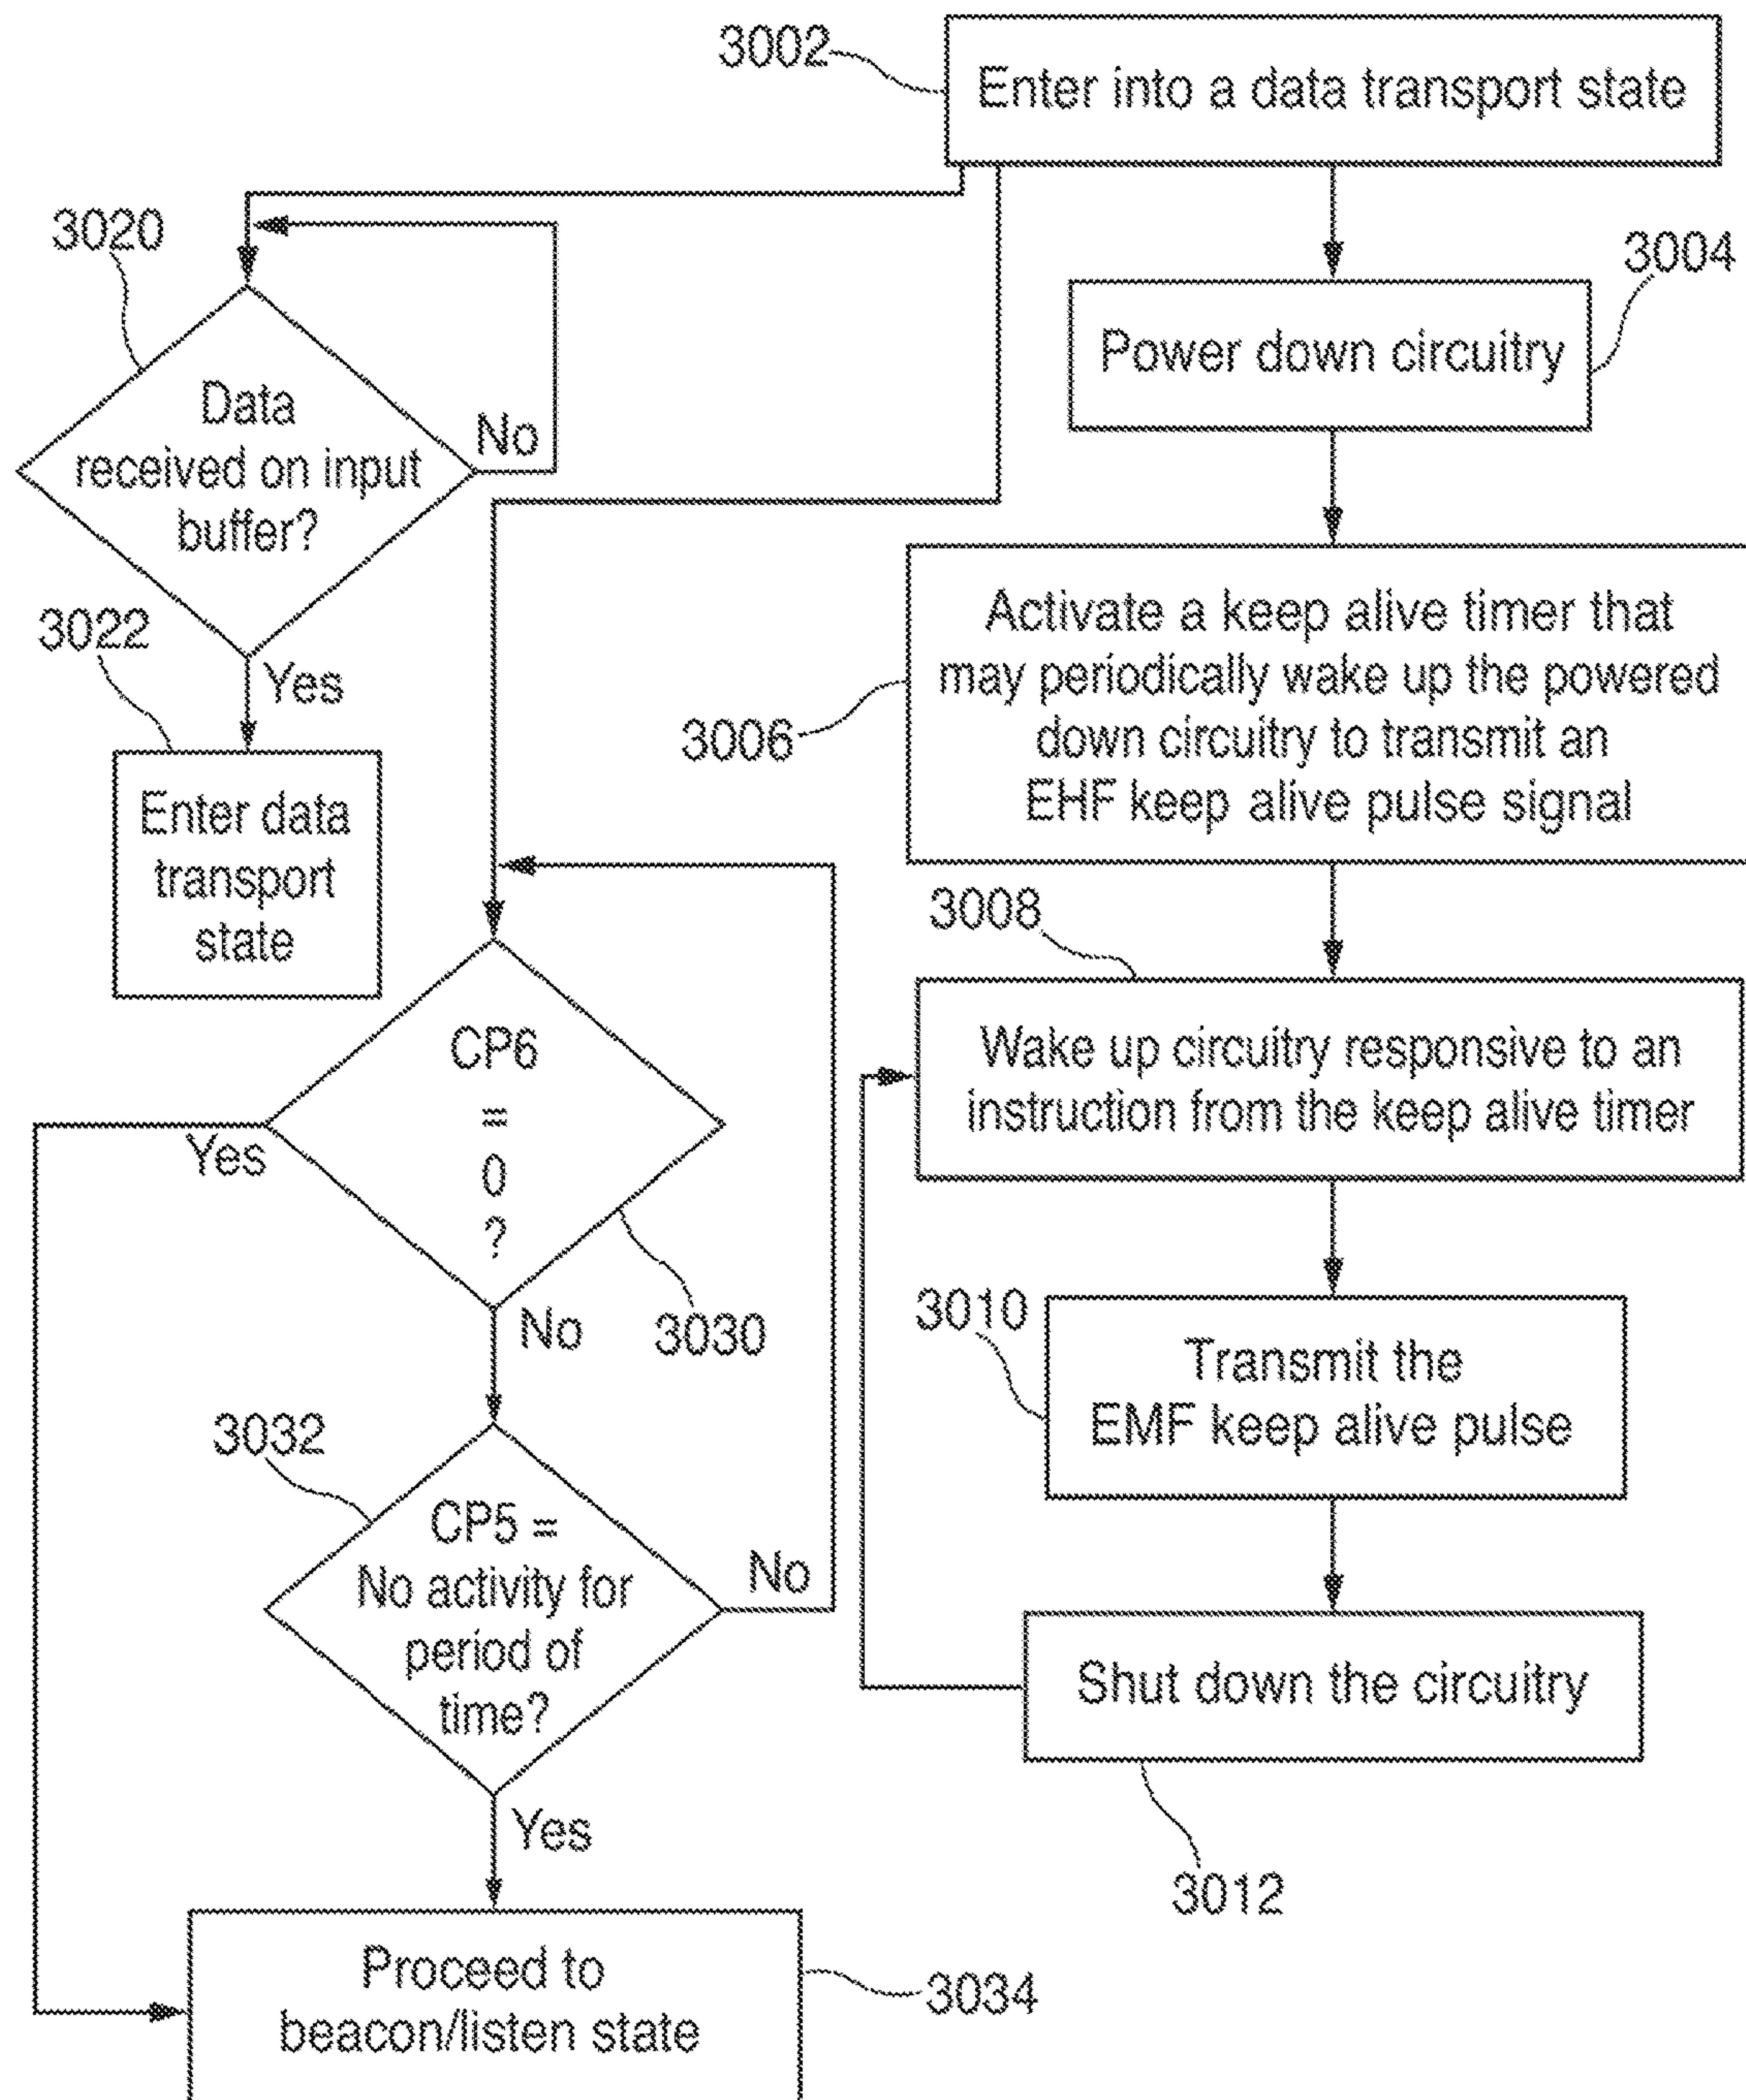 3002
Enter into a data transport state
3020
3004
Power down circuitry
Data
received on input
buffer?
No
3022
Yes
Enter data
transport
state
Activate a keep alive timer that
may periodically wake up the powered
down circuitry to transmit an
EHF keep alive pulse signal
3006
3008
Wake up circuitry responsive to an
instruction from the keep alive timer
CP6
=
0
?
Yes
No
3030
3010
Transmit the
EMF keep alive pulse
3032
CP5 =
No activity for
period of
time?
No
Yes
Shut down the circuitry
3012
Proceed to
beacon/listen state
3034